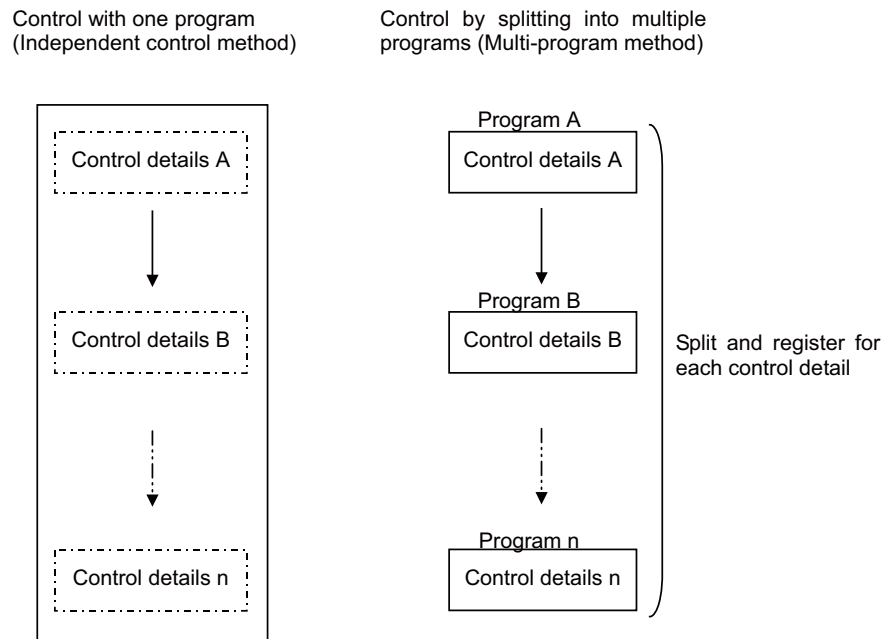 Control with one program
(Independent control method)
Control details A
Control details B
Control details n
Control by splitting into multiple
programs (Multi-program method)
Program A
Control details A
Program B
Control details B
Program n
Control details n
Split and register for
each control detail